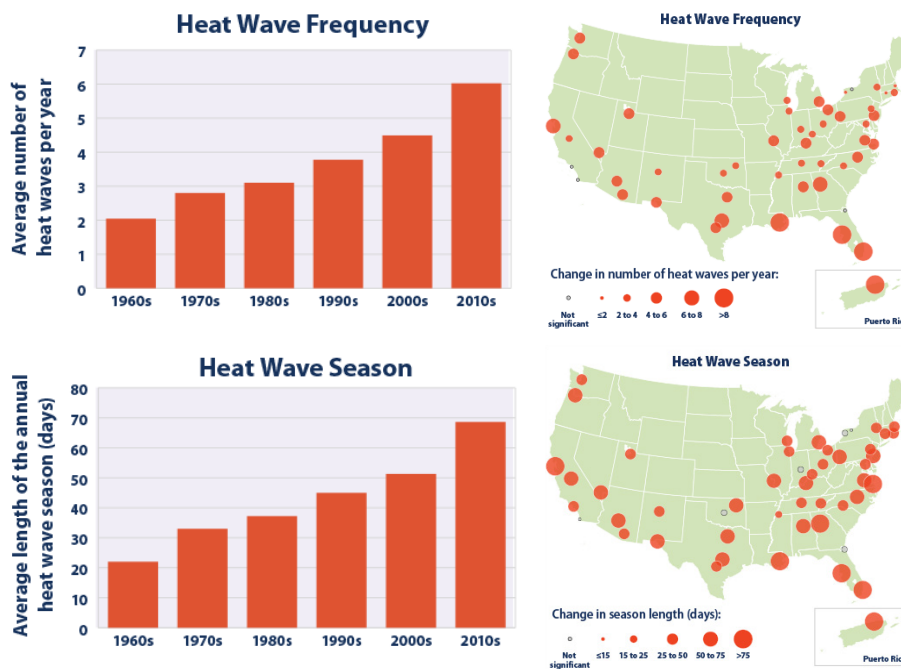 Heat Wave Frequency
Average number of
heat waves per year
7
6
5
4
3
2
1
0
1960s 1970s 1980s 1990s 2000s 2010s
Heat Wave Frequency
Change in number of heat waves per year:
Not
significant
≤2 2 to 4 4 to 6 6 to 8 >8
Puerto Ric
Heat Wave Season
Average length of the annual
heat wave season (days)
80
70
60
50
40
30
20
10
0
1960s 1970s 1980s 1990s 2000s 2010s
Heat Wave Season
Change in season length (days):
Not
significant
≤15 15 to 25 25 to 50 50 to 75 >75
Puerto Ric